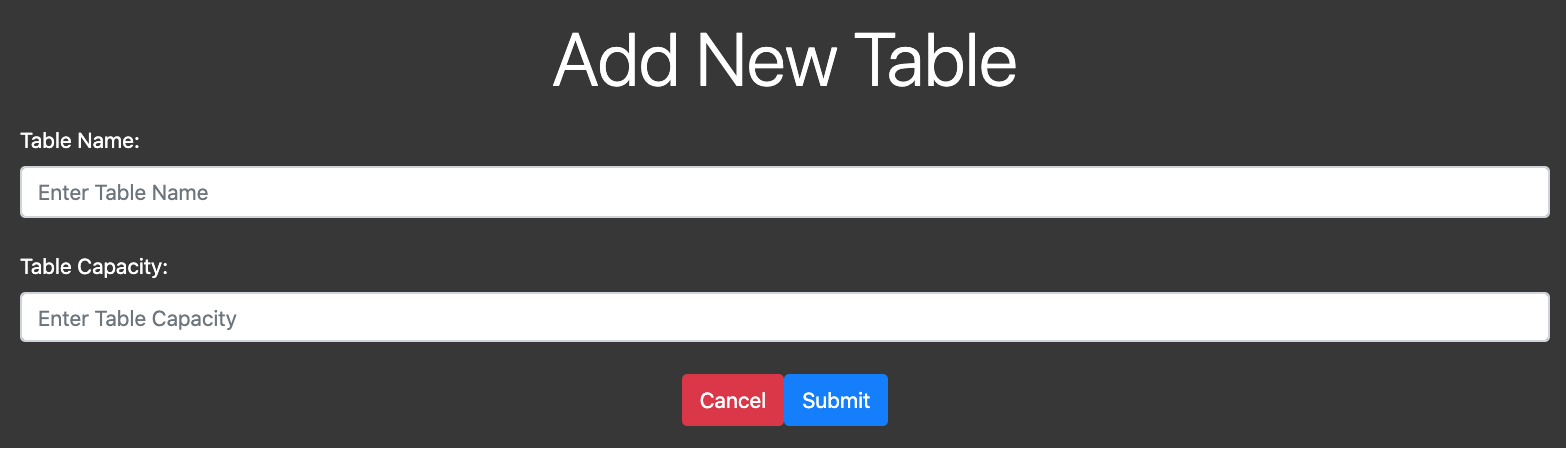 Add New Table
Table Name:
Enter Table Name
Table Capacity:
Enter Table Capacity
Cancel Submit